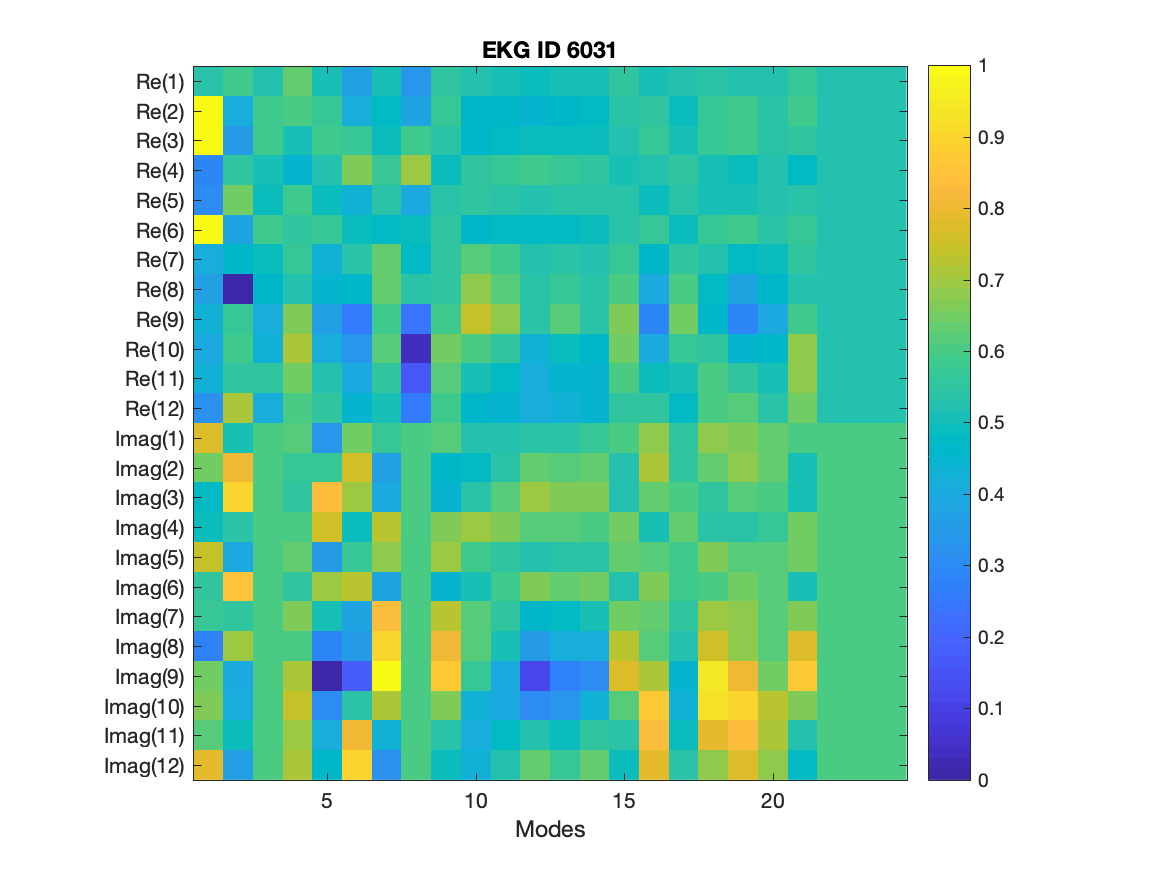 EKG ID 6031
Re(1)
Re(2)
Re(3)
Re(4)
Re(5)
Re(6)
Re(7)
Re(8)
Re(9)
Re(10)
Re(11)
Re(12)
Imag(1)
Imag(2)
Imag(3)
Imag(4)
Imag(5)
Imag(6)
Imag(7)
Imag(8)
Imag(9)
Imag(10)
Imag(11)
Imag(12)
5 10 15 20
Modes
1
0.9
0.8
0.7
0.6
0.5
0.4
0.3
0.2
0.1
0